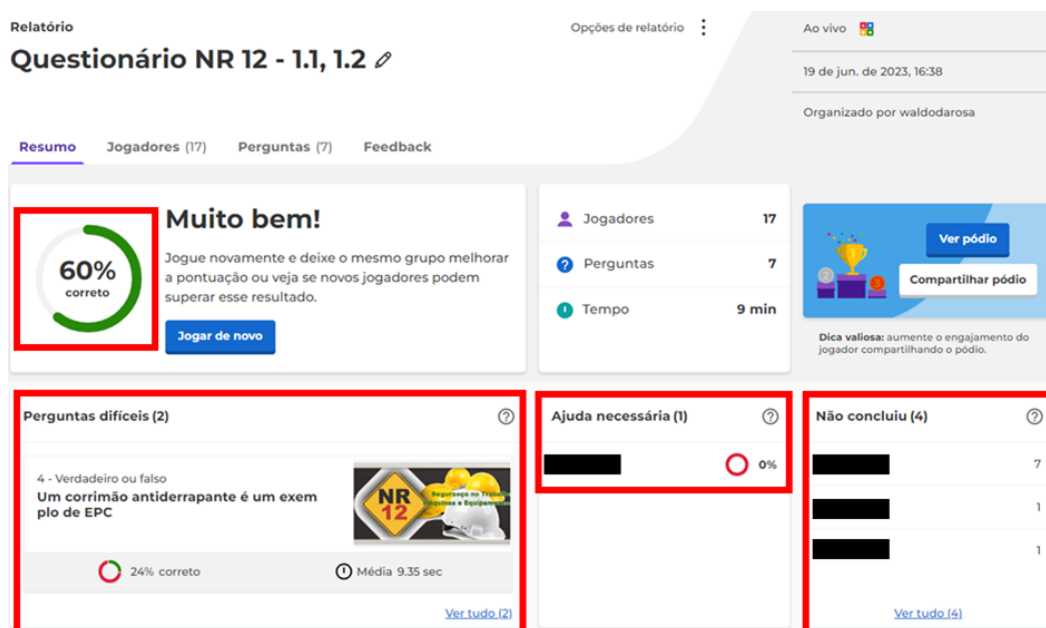 Relatório
Questionário NR 12 - 1.1, 1.2
Opções de relatório
Ao vivo
19 de jun. de 2023, 16:38
Organizado por waldodarosa
Resumo
Jogadores (17)
Perguntas (7)
Feedback
60%
correto
Muito bem!
Jogue novamente e deixe o mesmo grupo melhorar
a pontuação ou veja se novos jogadores podem
superar esse resultado.
Jogar de novo
Jogadores 17
Perguntas 7
Tempo 9 min
Ver pódio
Compartilhar pódio
Dica valiosa: aumente o engajamento do
jogador compartilhando o pódio.
Perguntas difíceis (2)
4 - Verdadeiro ou falso
Um corrimão antiderrapante é um exem
plo de EPC
NR
12
Segurança no Trabalho
Máquinas e Equipamentos
24% correto
Média 9.35 sec
Ver tudo (2)
Ajuda necessária (1)
0%
Não concluiu (4)
7
1
1
Ver tudo (4)